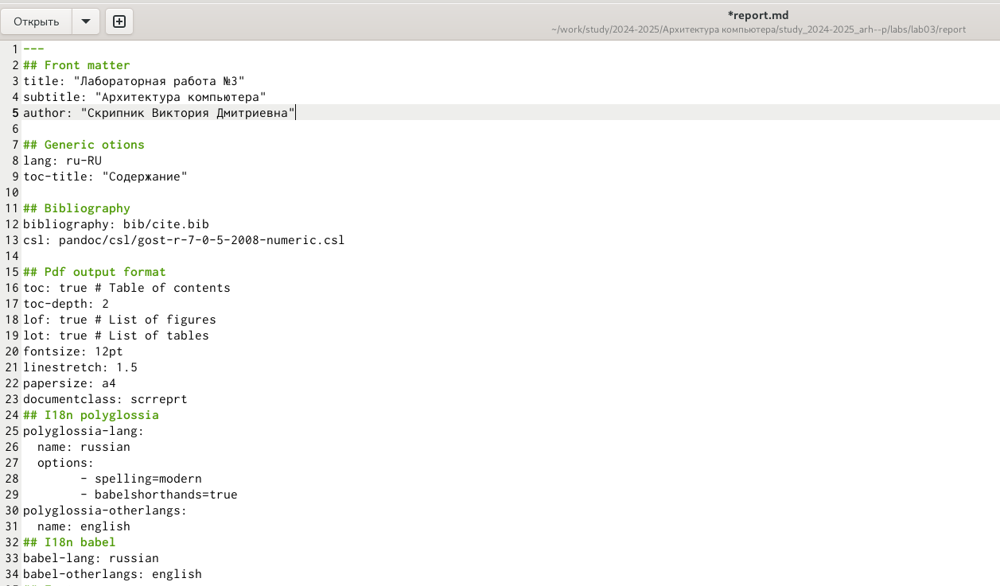 Открыть
*report.md
~/work/study/2024-2025/Архитектура компьютера/study_2024-2025_arh--p/labs/lab03/report
1 ---
2 ## Front matter
3 title: "Лабораторная работа №3"
4 subtitle: "Архитектура компьютера"
5 author: "Скрипник Виктория Дмитриевна"
6
7 ## Generic otions
8 lang: ru-RU
9 toc-title: "Содержание"
10
11 ## Bibliography
12 bibliography: bib/cite.bib
13 csl: pandoc/csl/gost-r-7-0-5-2008-numeric.csl
14
15 ## Pdf output format
16 toc: true # Table of contents
17 toc-depth: 2
18 lof: true # List of figures
19 lot: true # List of tables
20 fontsize: 12pt
21 linestretch: 1.5
22 papersize: a4
23 documentclass: scrreprt
24 ## I18n polyglossia
25 polyglossia-lang:
26   name: russian
27   options:
28         - spelling=modern
29         - babelshorthands=true
30 polyglossia-otherlangs:
31   name: english
32 ## I18n babel
33 babel-lang: russian
34 babel-otherlangs: english